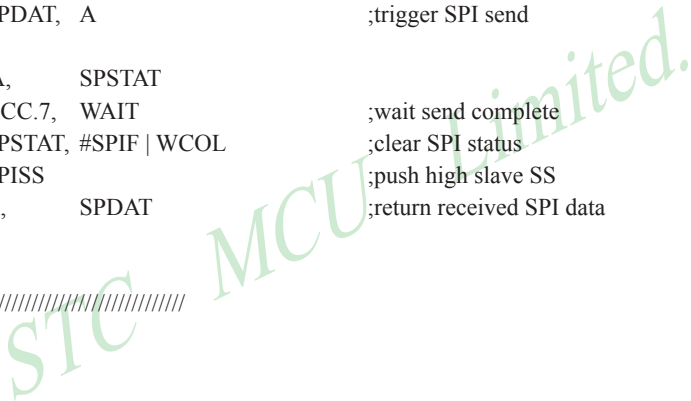 PDAT, A ;trigger SPI send
A, SPSTAT
CC.7, WAIT ;wait send complete
PSTAT, #SPIF | WCOL ;clear SPI status
PISS ;push high slave SS
, SPDAT ;return received SPI data
///////////////////////////
STC MCU Limited.